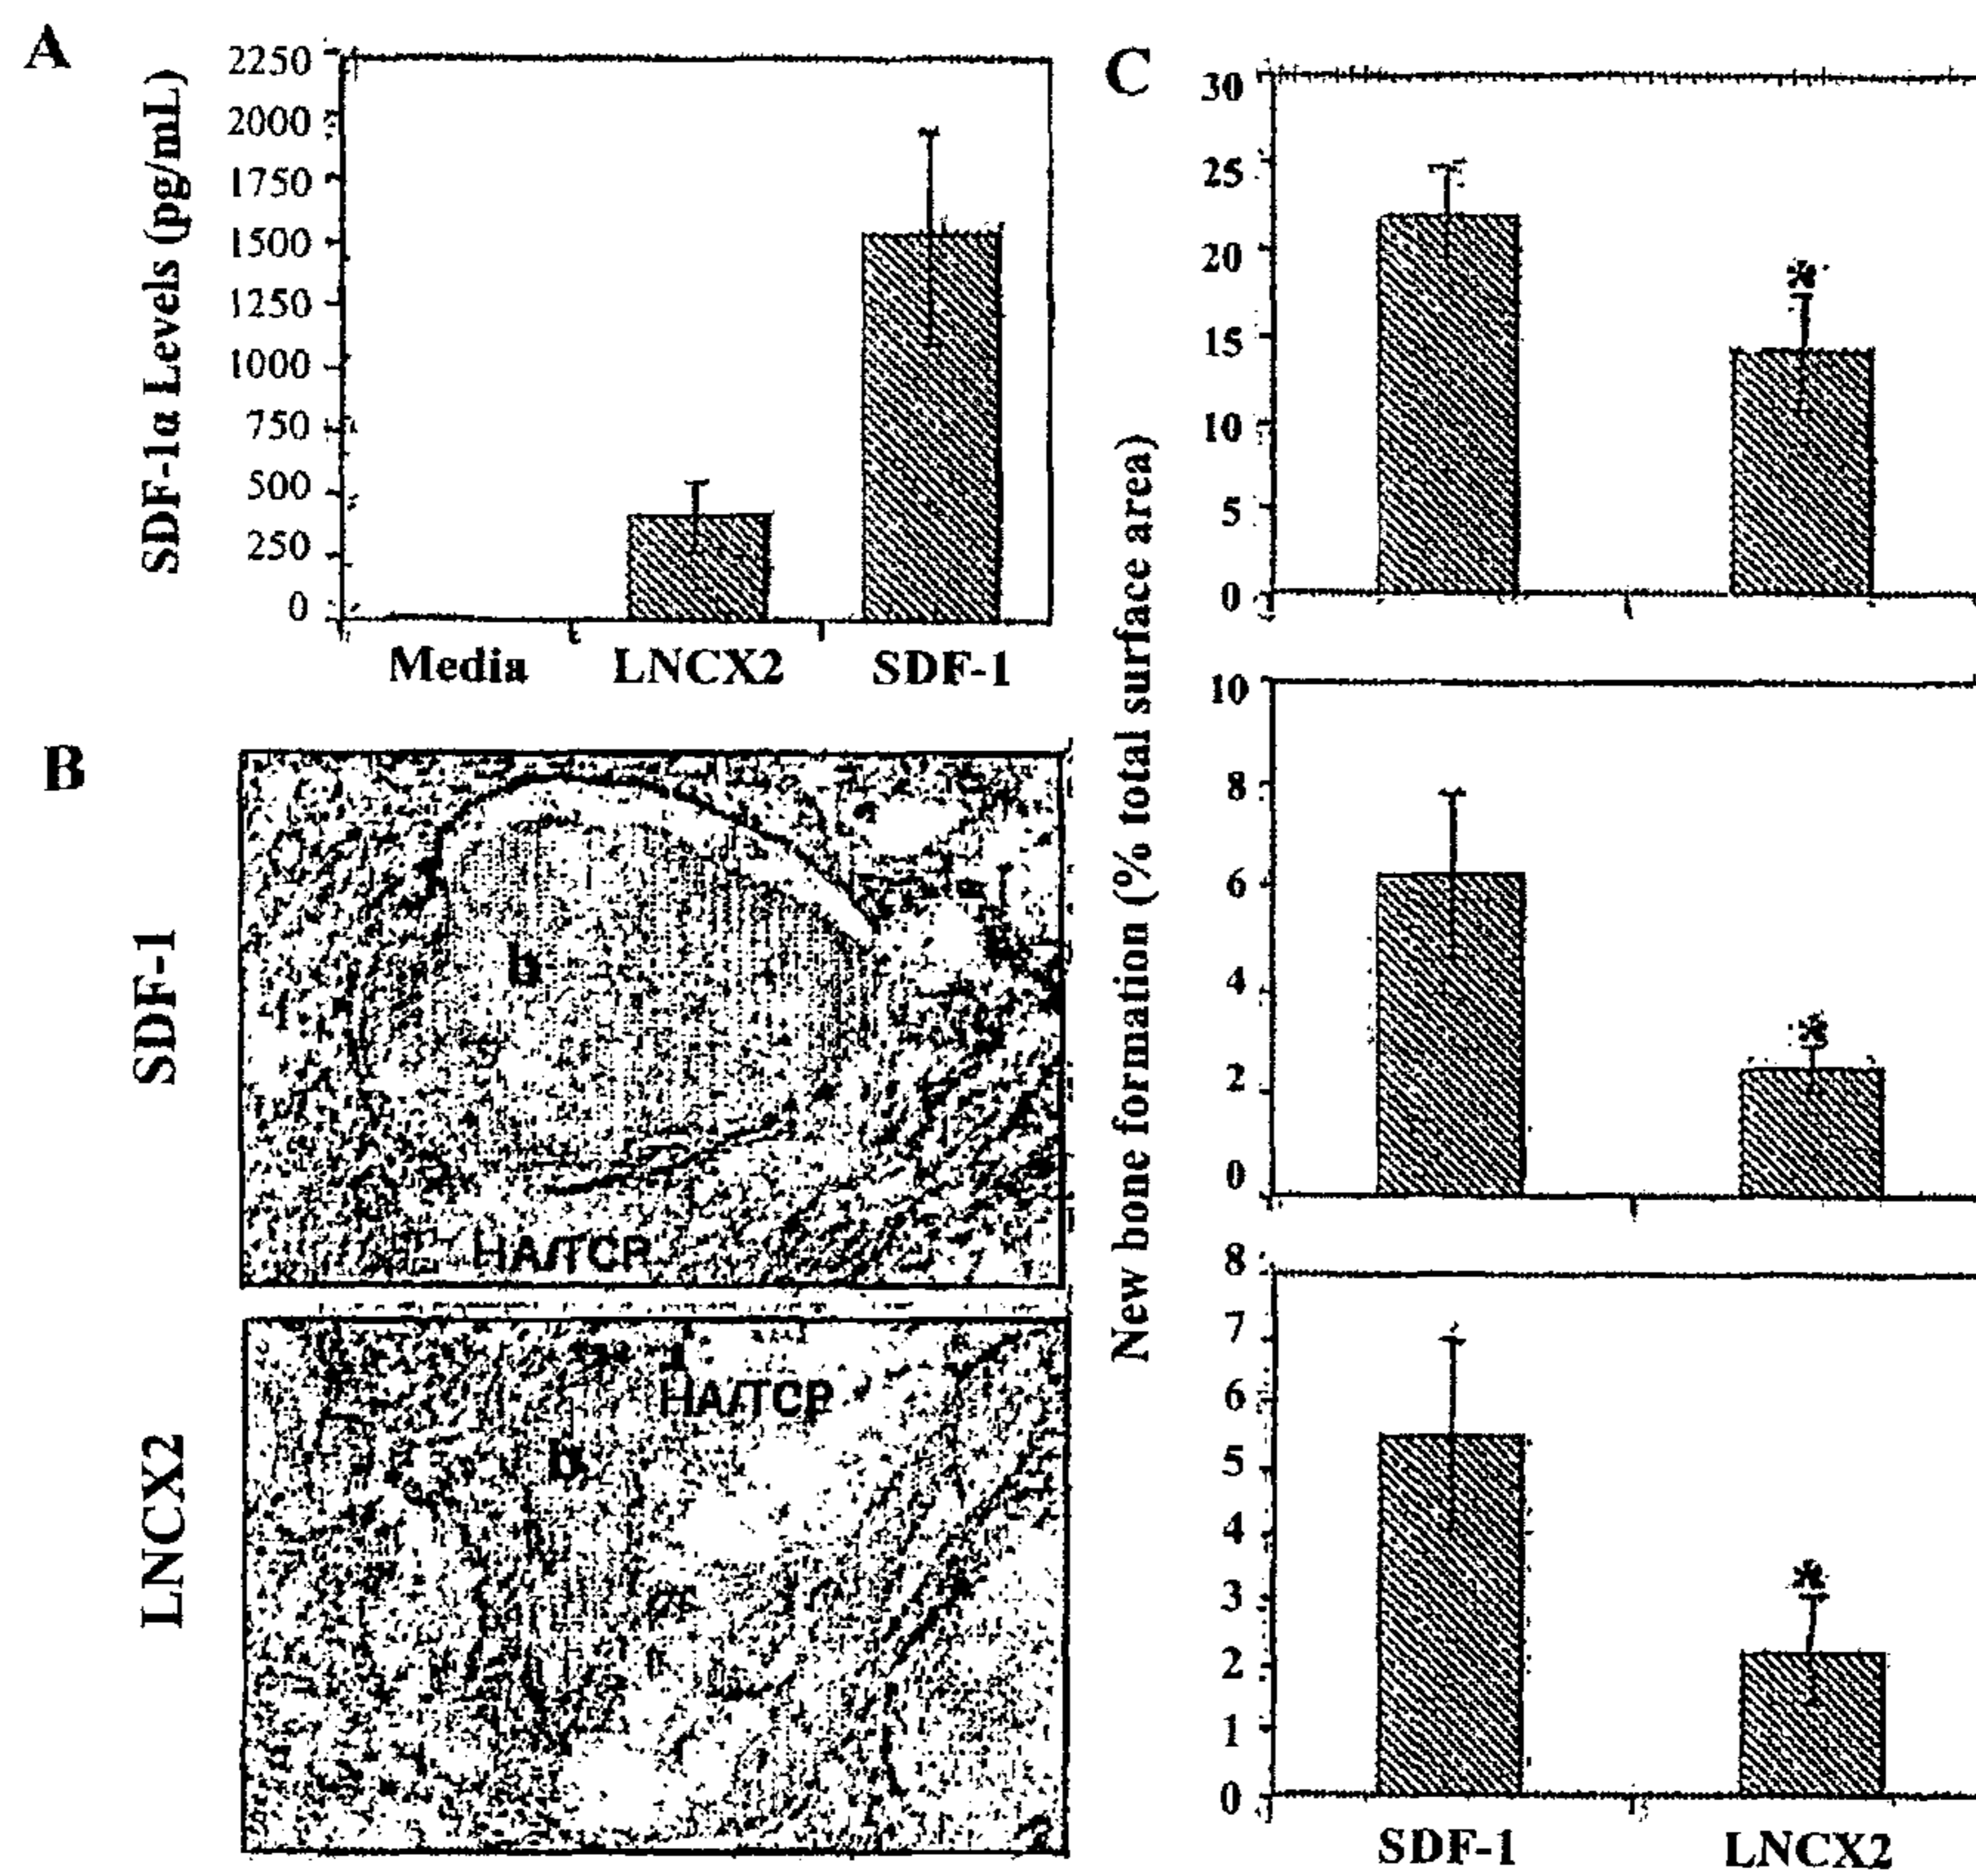 A
SDF-1α Levels (pg/mL)
2250
2000
1750
1500
1250
1000
750
500
250
0
Media LNCX2 SDF-1
B
SDF-1
b
HA/TCP
LNCX2
HA/TCP
b
C
New bone formation (% total surface area)
30
25
20
15
*
10
5
0
10
8
6
4
*
2
0
8
7
6
5
4
3
*
2
1
0
SDF-1 LNCX2